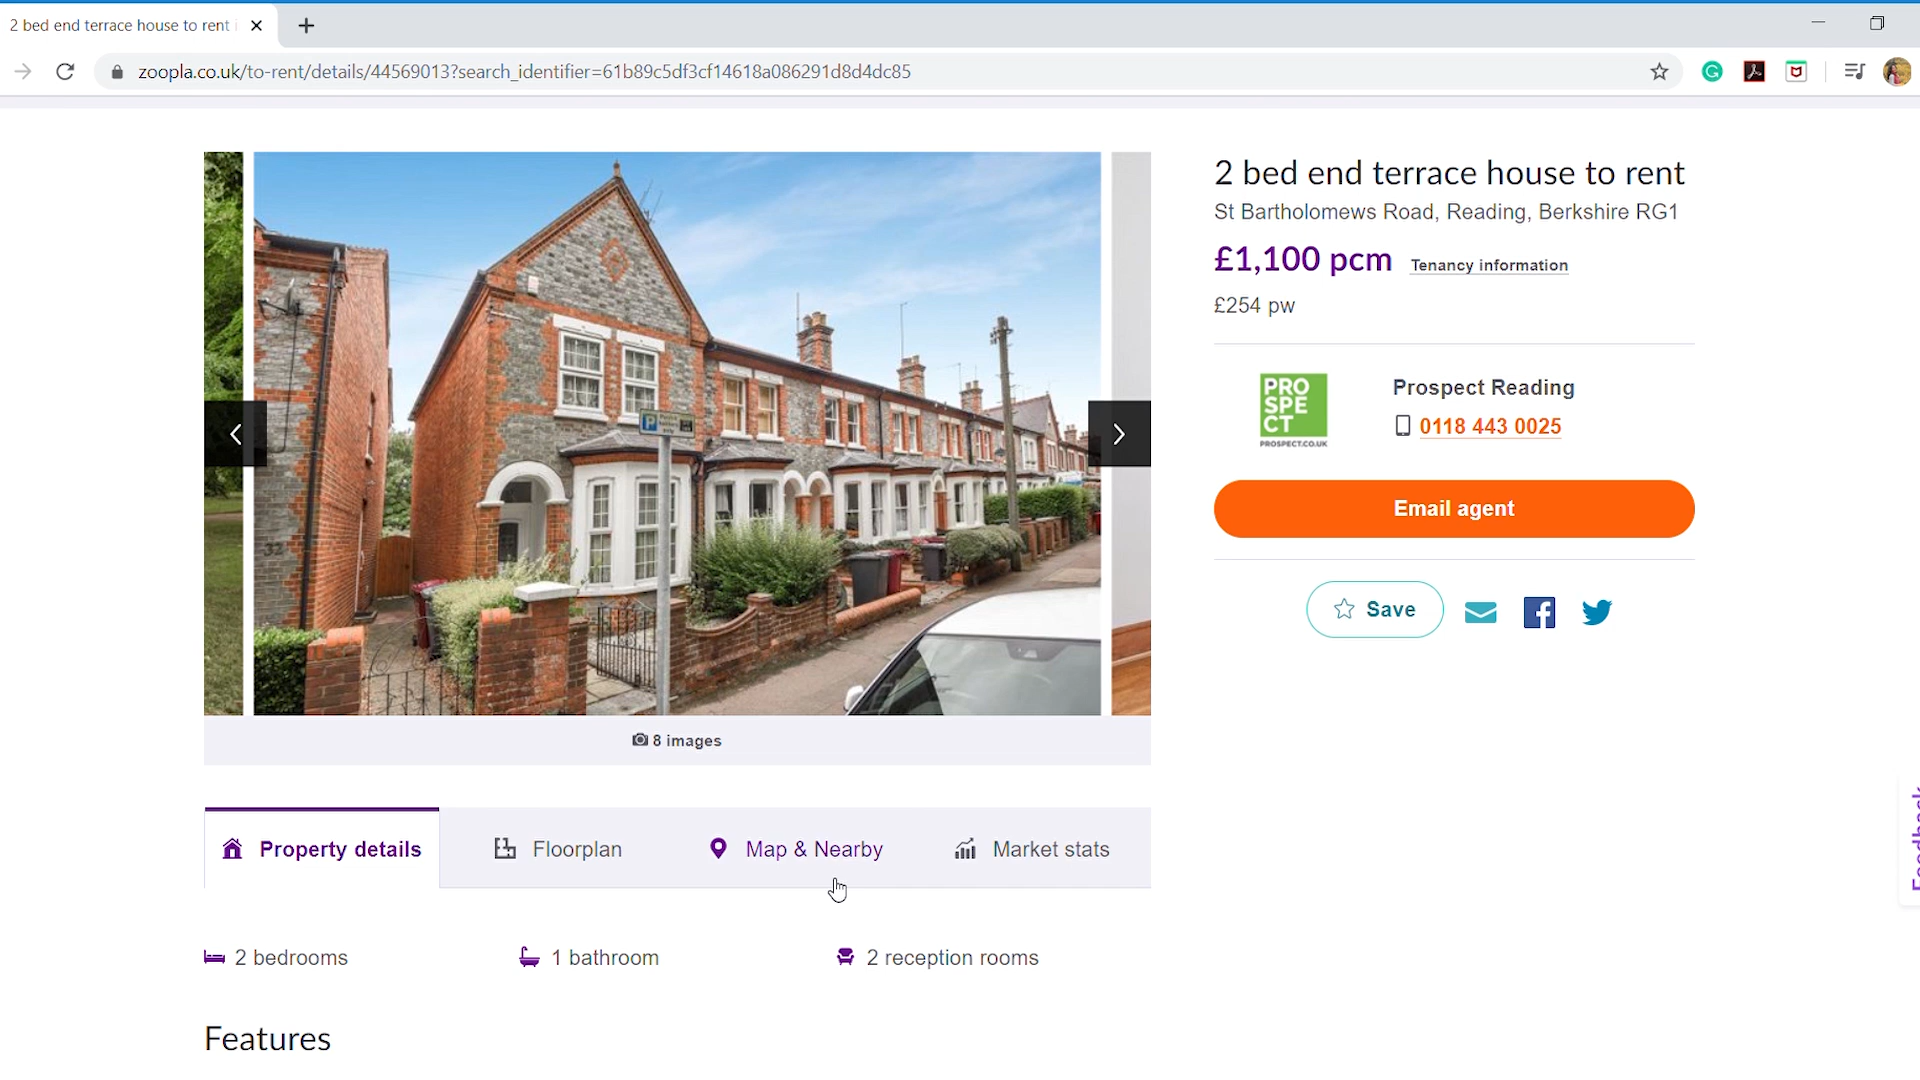 2 bed end terrace house to rent
zoopla.co.uk/to-rent/details/44569013?search_identifier=61b89c5df3cf14618a086291d8d4dc85
2 bed end terrace house to rent
St Bartholomews Road, Reading, Berkshire RG1
£1,100 pcm Tenancy information
£254 pw
PRO
SPE
CT
PROSPECT.CO.UK
Prospect Reading
0118 443 0025
Email agent
Save
P
32
8 images
Property details Floorplan Map & Nearby Market stats
Feedback
2 bedrooms 1 bathroom 2 reception rooms
Features